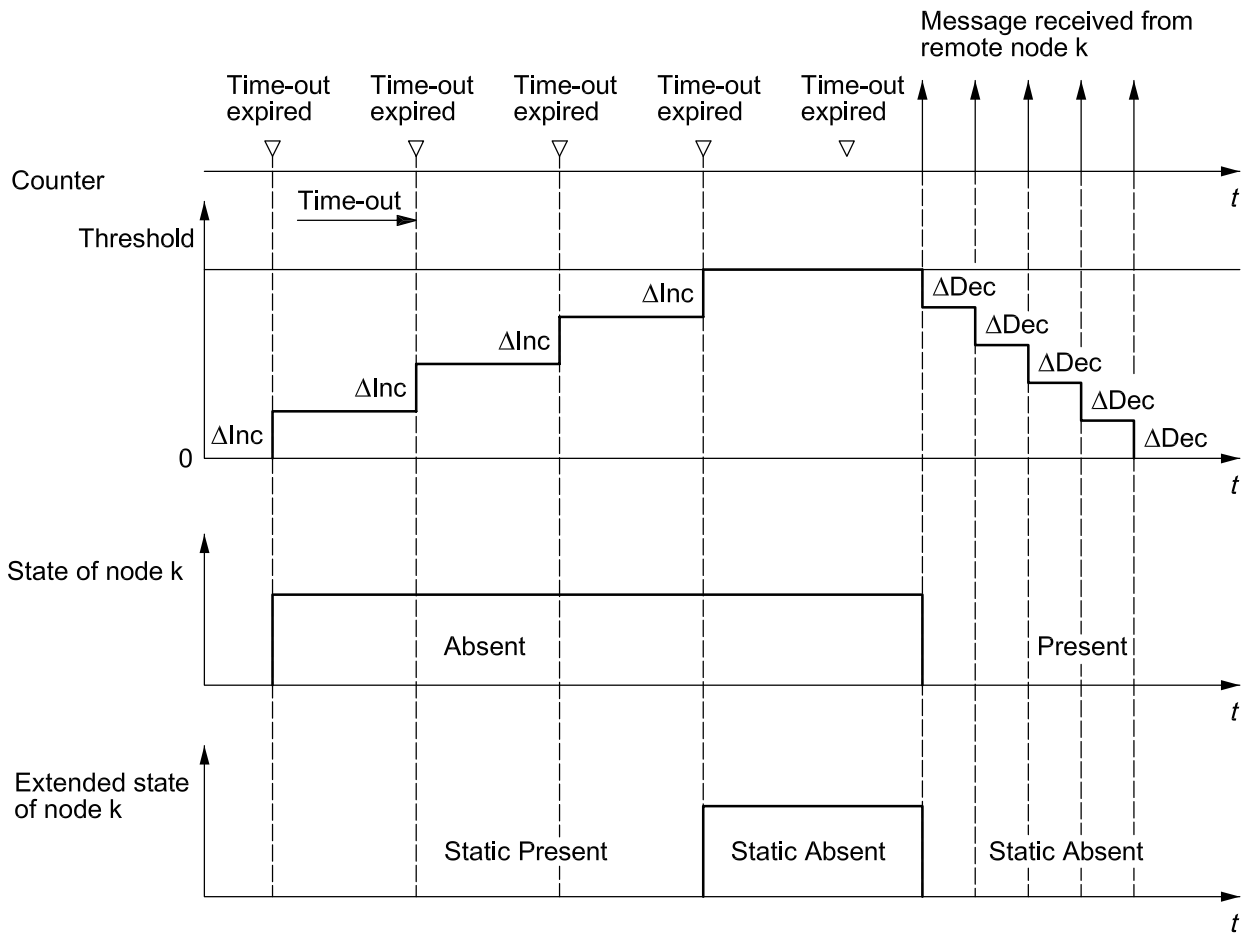 Message received from
remote node k
Time-out
expired
Time-out
expired
Time-out
expired
Time-out
expired
Time-out
expired
Counter
t
Time-out
Threshold
ΔInc
ΔDec
ΔInc
ΔDec
ΔInc
ΔDec
ΔInc
ΔDec
ΔDec
0
t
State of node k
Absent
Present
t
Extended state
of node k
Static Present
Static Absent
Static Absent
t